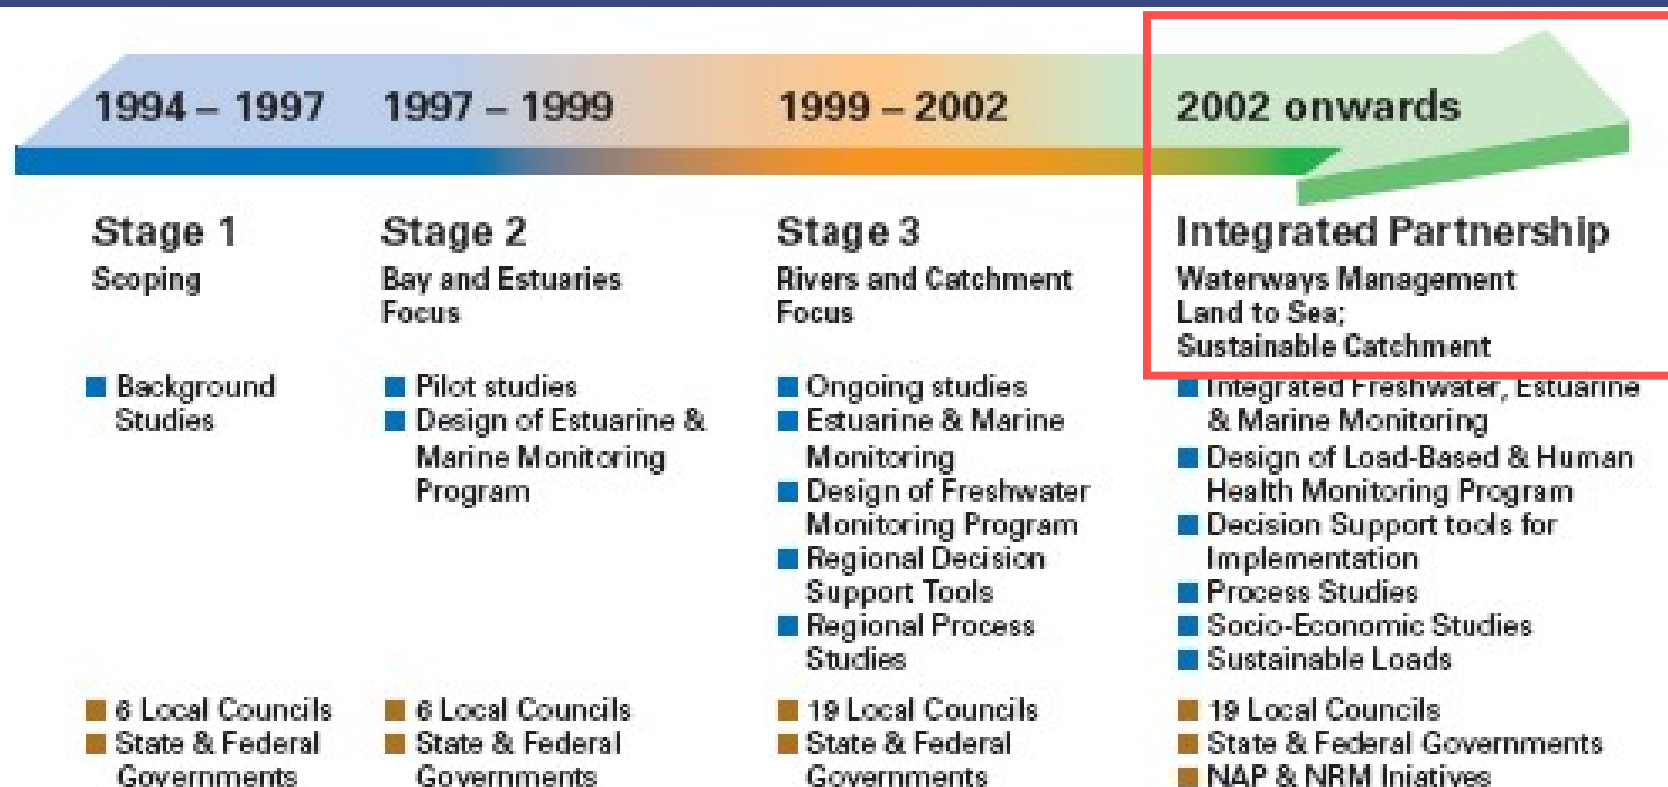 1994 – 1997
1997 – 1999
1999 – 2002
2002 onwards
Stage 1
Scoping
Background
Studies
6 Local Councils
State & Federal
Governments
Stage 2
Bay and Estuaries
Focus
Pilot studies
Design of Estuarine &
Marine Monitoring
Program
6 Local Councils
State & Federal
Governments
Stage 3
Rivers and Catchment
Focus
Ongoing studies
Estuarine & Marine
Monitoring
Design of Freshwater
Monitoring Program
Regional Decision
Support Tools
Regional Process
Studies
19 Local Councils
State & Federal
Governments
Integrated Partnership
Waterways Management
Land to Sea;
Sustainable Catchment
Integrated Freshwater, Estuarine
& Marine Monitoring
Design of Load-Based & Human
Health Monitoring Program
Decision Support tools for
Implementation
Process Studies
Socio-Economic Studies
Sustainable Loads
19 Local Councils
State & Federal Governments
NAP & NRM Iniatives